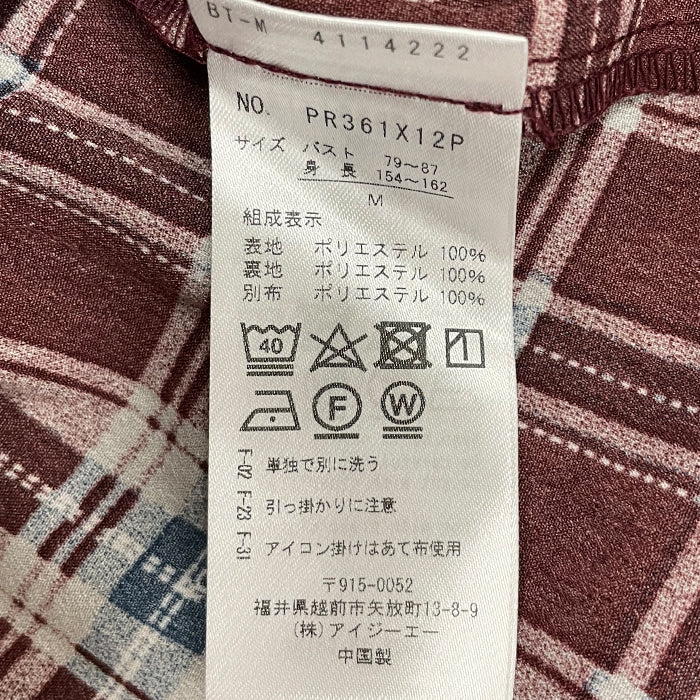 BT-M 4114222
NO. PR361X12P
サイズ バスト 79～87
身長 154～162
M
組成表示
表地 ポリエステル 100%
裏地 ポリエステル 100%
別布 ポリエステル 100%
40
F W
F-02 単独で別に洗う
F-23 引っ掛かりに注意
F-31 アイコン掛けはあて布使用
〒915-0052
福井県越前市矢放町13-8-9
(株)アイジーエー
中国製